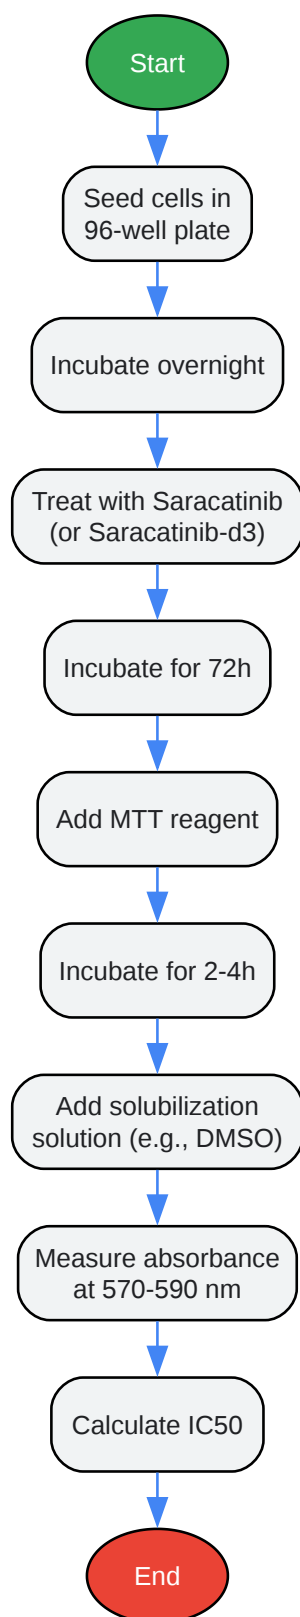 Start
Seed cells in
96-well plate
Incubate overnight
Treat with Saracatinib
(or Saracatinib-d3)
Incubate for 72h
Add MTT reagent
Incubate for 2-4h
Add solubilization
solution (e.g., DMSO)
Measure absorbance
at 570-590 nm
Calculate IC50
End